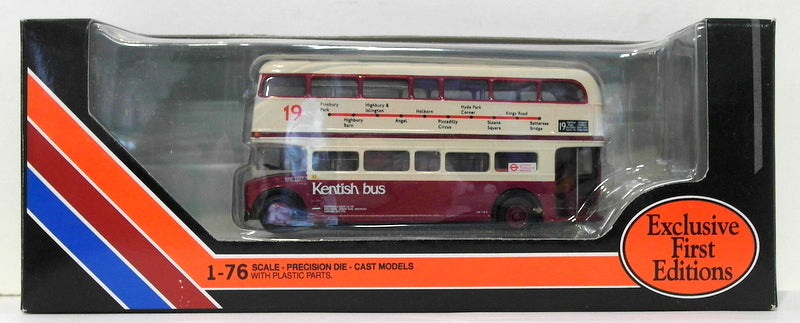 19
Finsbury
Park
Highbury
Barn
Highbury &
Islington
Angel
Holborn
Piccadilly
Circus
Hyde Park
Corner
Sloane
Square
Kings Road
Battersea
Bridge
19
Kentish bus
1-76 SCALE - PRECISION DIE - CAST MODELS
WITH PLASTIC PARTS.
Exclusive
First
Editions